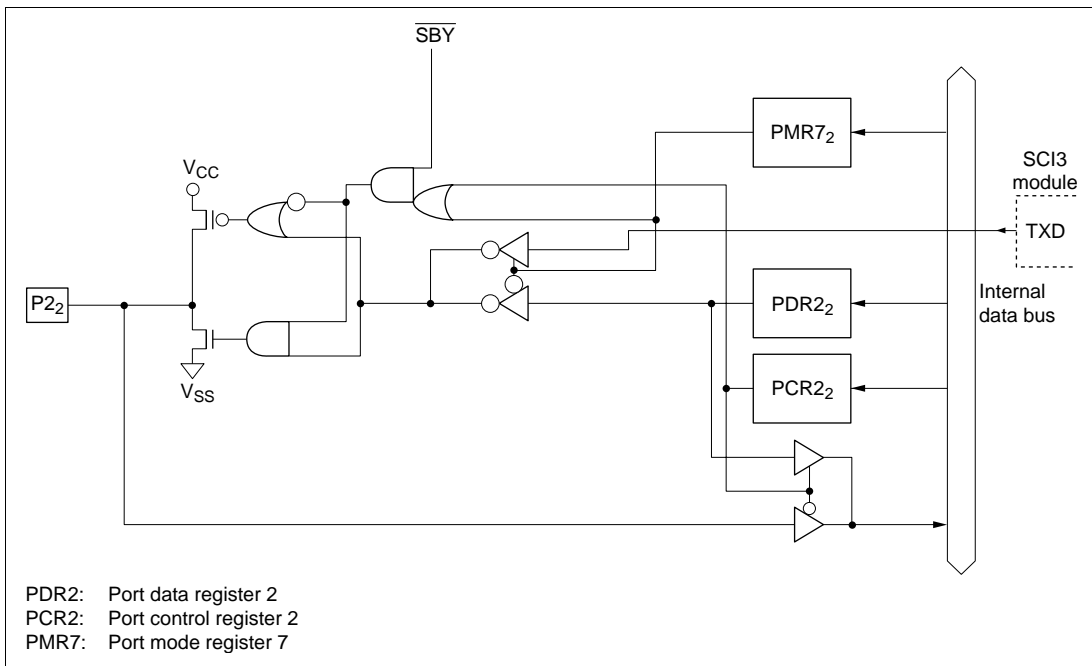 SBY
PMR7₂
SCI3
module
V_CC
TXD
P2₂
PDR2₂
Internal
data bus
V_SS
PCR2₂
PDR2: Port data register 2
PCR2: Port control register 2
PMR7: Port mode register 7